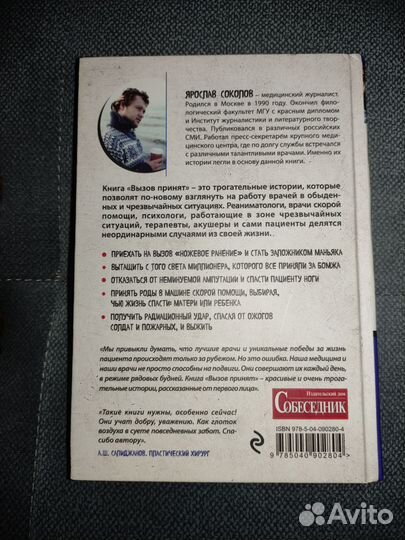 ЯРОСЛАВ СОКОЛОВ – медицинский журналист.
Родился в Москве в 1990 году. Окончил фило-
логический факультет МГУ с красным дипломом
и Институт журналистики и литературного твор-
чества. Публиковался в различных российских
СМИ. Работал пресс-секретарем крупного медици-
нского центра, где по долгу службы встречался
с различными талантливыми врачами. Именно их
истории легли в основу данной книги.
Книга «Вызов принят» – это трогательные истории, которые
позволят по-новому взглянуть на работу врачей в обыден-
ных и чрезвычайных ситуациях. Реаниматологи, врачи скорой
помощи, психологи, работающие в зоне чрезвычайных
ситуаций, терапевты, акушеры и сами пациенты делятся
неординарными случаями из своей жизни.
• ПРИЕХАТЬ НА ВЫЗОВ «НОЖЕВОЕ РАНЕНИЕ» И СТАТЬ ЗАЛОЖНИКОМ МАНЬЯКА
• ВЫТАЩИТЬ С ТОГО СВЕТА МИЛЛИОНЕРА, КОТОРОГО ВСЕ ПРИНЯЛИ ЗА БОМЖА
• ОТКАЗАТЬСЯ ОТ НЕМИНУЕМОЙ АМПУТАЦИИ И СПАСТИ ПАЦИЕНТУ НОГИ
• ПРИНЯТЬ РОДЫ В МАШИНЕ СКОРОЙ ПОМОЩИ, ВЫБИРАЯ,
ЧЬЮ ЖИЗНЬ СПАСТИ: МАТЕРИ ИЛИ РЕБЕНКА
• ПОЛУЧИТЬ РАДИАЦИОННЫЙ УДАР, СПАСАЯ ОТ ОЖОГОВ
СОЛДАТ И ПОЖАРНЫХ, И ВЫЖИТЬ
«Мы привыкли думать, что лучшие врачи и уникальные победы за жизнь
пациента происходят только за рубежом. Но это ошибка. Наша медицина и
наши врачи не просто способны на подвиги. Они совершают их каждый день,
в режиме рядовых будней. Книга «Вызов принят» – красивые и очень трога-
тельные истории, рассказанные от первого лица».
«Такие книги нужны, особенно сейчас!
Они учат добру, уважению. Как глоток
воздуха в суете повседневных забот. Спа-
сибо автору».
А.Ш. САПИДЖАНОВ, ПЛАСТИЧЕСКИЙ ХИРУРГ
Издательский дом
СОБЕСЕДНИК
ISBN 978-5-04-090280-4
9 785040 902804 >
Avito